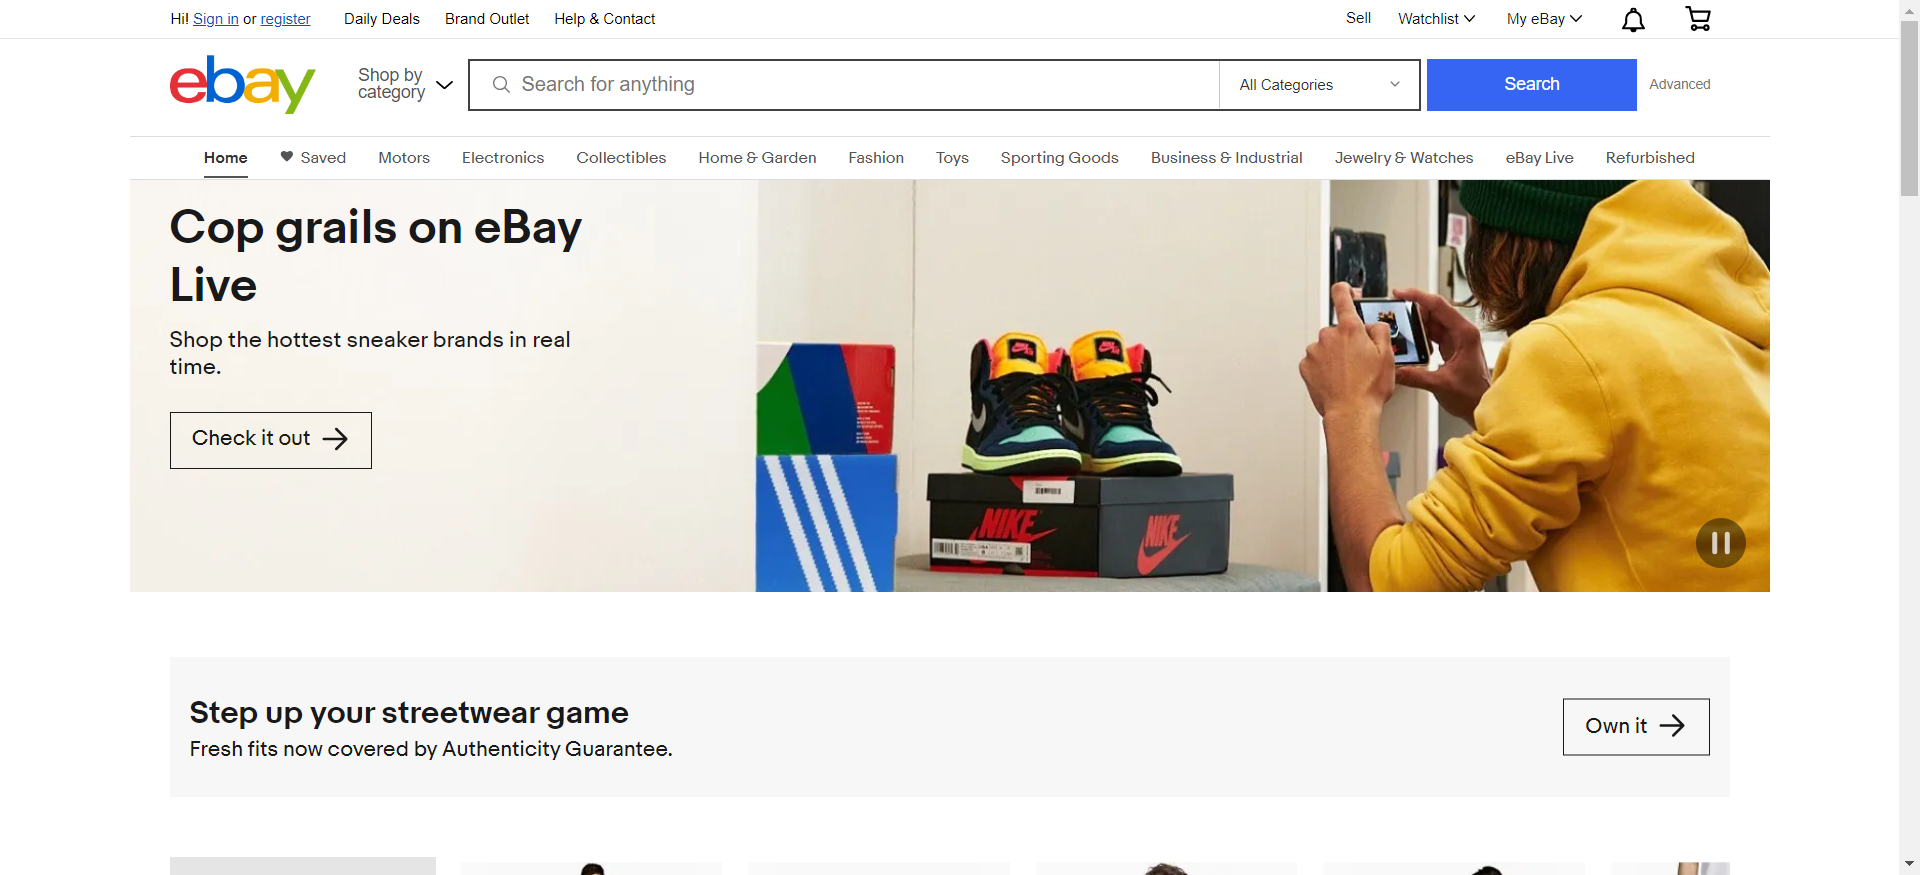 Hi! Sign in or register
Daily Deals
Brand Outlet
Help & Contact
Sell
Watchlist
My eBay
ebay
Shop by
category
Search for anything
All Categories
Search
Advanced
Home
Saved
Motors
Electronics
Collectibles
Home & Garden
Fashion
Toys
Sporting Goods
Business & Industrial
Jewelry & Watches
eBay Live
Refurbished
Cop grails on eBay
Live
Shop the hottest sneaker brands in real
time.
Check it out
NIKE
NIKE
Step up your streetwear game
Fresh fits now covered by Authenticity Guarantee.
Own it